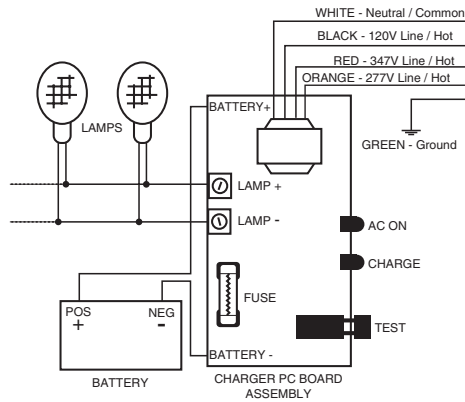 WHITE - Neutral / Common
BLACK - 120V Line / Hot
RED - 347V Line / Hot
ORANGE - 277V Line / Hot
BATTERY+
LAMPS
GREEN - Ground
LAMP +
LAMP -
AC ON
CHARGE
FUSE
POS
+
NEG
-
TEST
BATTERY -
BATTERY
CHARGER PC BOARD
ASSEMBLY